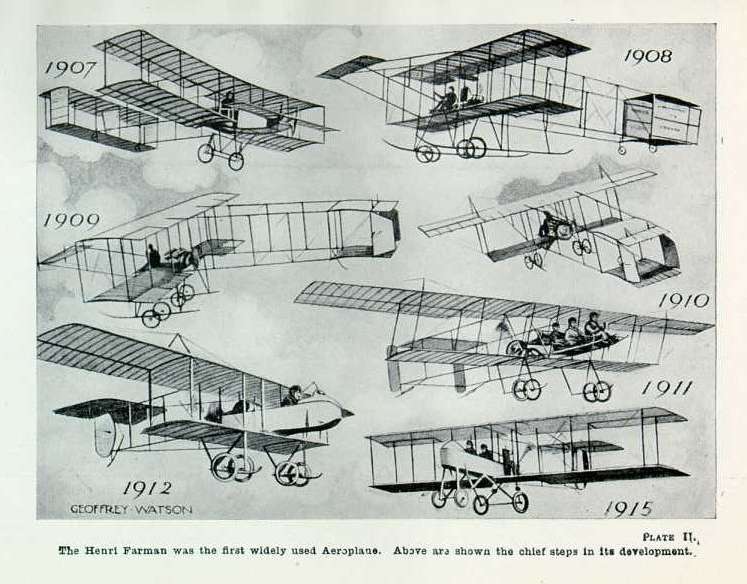 1907
1908
1909
1910
1911
1912
1915
GEOFFREY WATSON
PLATE II.
The Henri Farman was the first widely used Aeroplane. Above are shown the chief steps in its development.